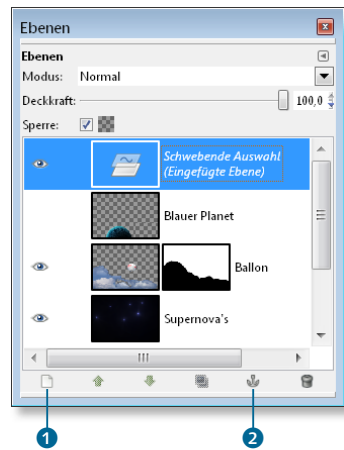 Ebenen
Ebenen
Modus: Normal
Deckkraft: 100,0
Sperre:
Schwebende Auswahl
(Eingefügte Ebene)
Blauer Planet
Ballon
Supernova's
1 2